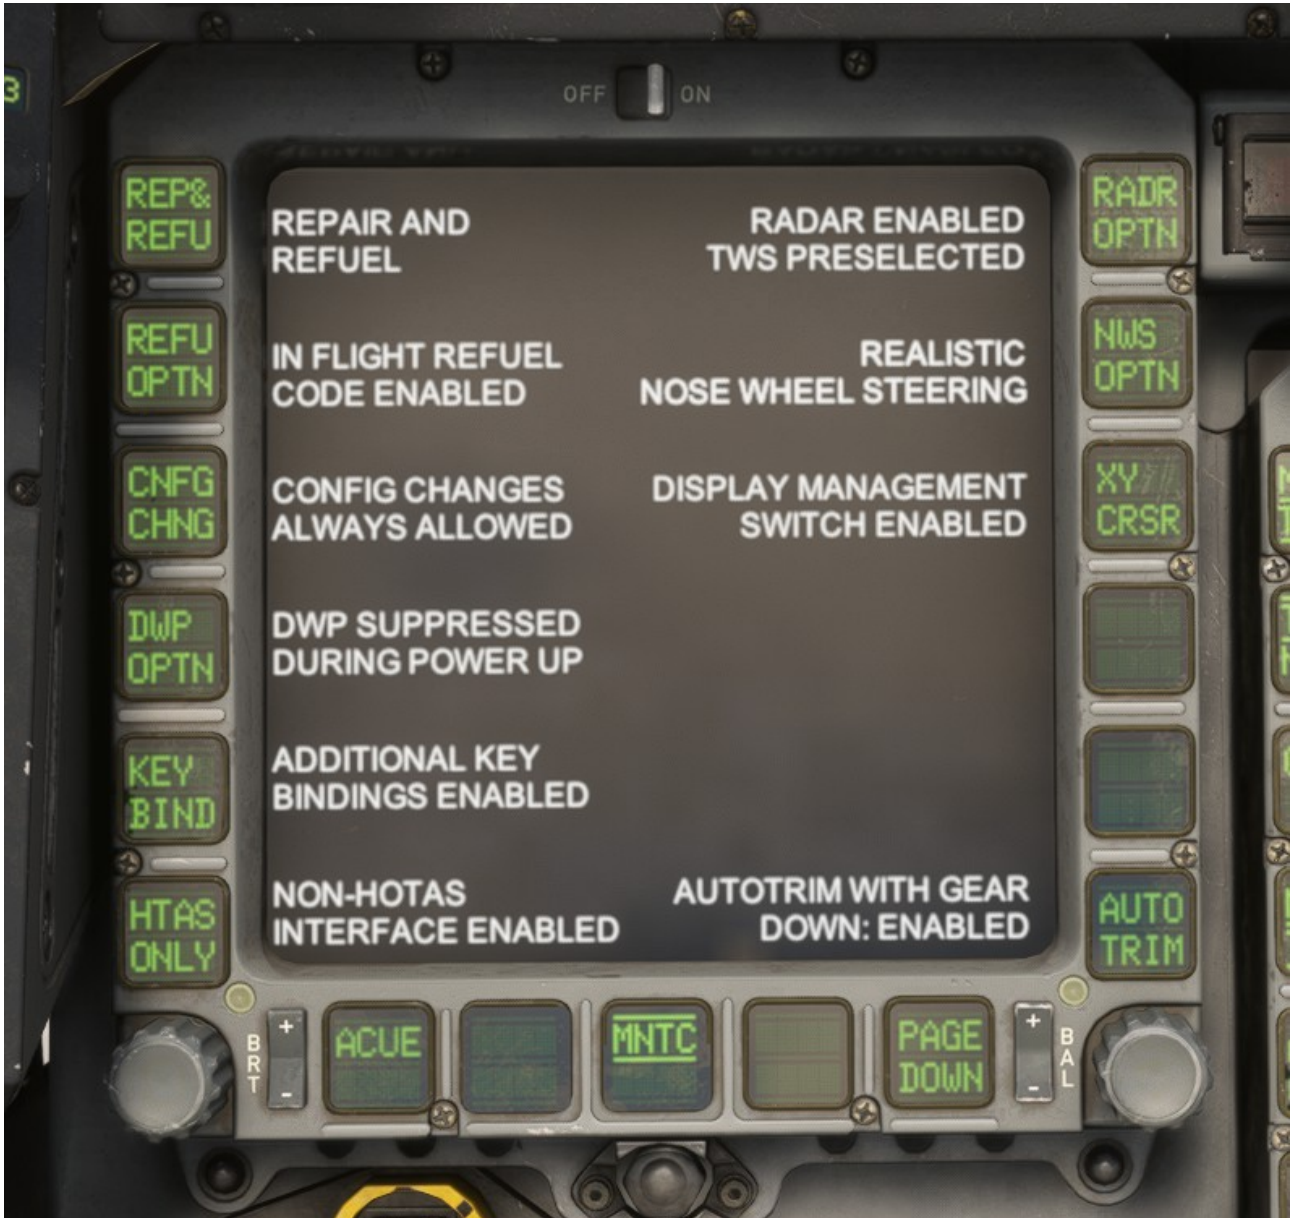 3
OFF ON
REP&
REFU
REPAIR AND
REFUEL
RADAR ENABLED
TWS PRESELECTED
RADR
OPTN
REFU
OPTN
IN FLIGHT REFUEL
CODE ENABLED
REALISTIC
NOSE WHEEL STEERING
NWS
OPTN
CNFG
CHNG
CONFIG CHANGES
ALWAYS ALLOWED
DISPLAY MANAGEMENT
SWITCH ENABLED
XY
CRSR
DWP
OPTN
DWP SUPPRESSED
DURING POWER UP
KEY
BIND
ADDITIONAL KEY
BINDINGS ENABLED
HTAS
ONLY
NON-HOTAS
INTERFACE ENABLED
AUTOTRIM WITH GEAR
DOWN: ENABLED
AUTO
TRIM
BRT
+
-
ACUE
MNTC
PAGE
DOWN
+
-
BAL